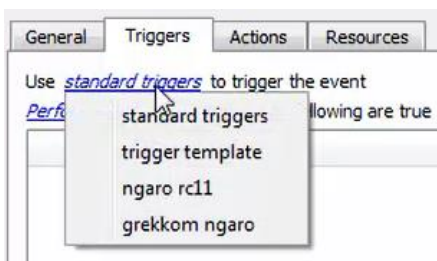 General Triggers Actions Resources
Use standard triggers to trigger the event
llowing are true
standard triggers
trigger template
ngaro rc11
grekkom ngaro